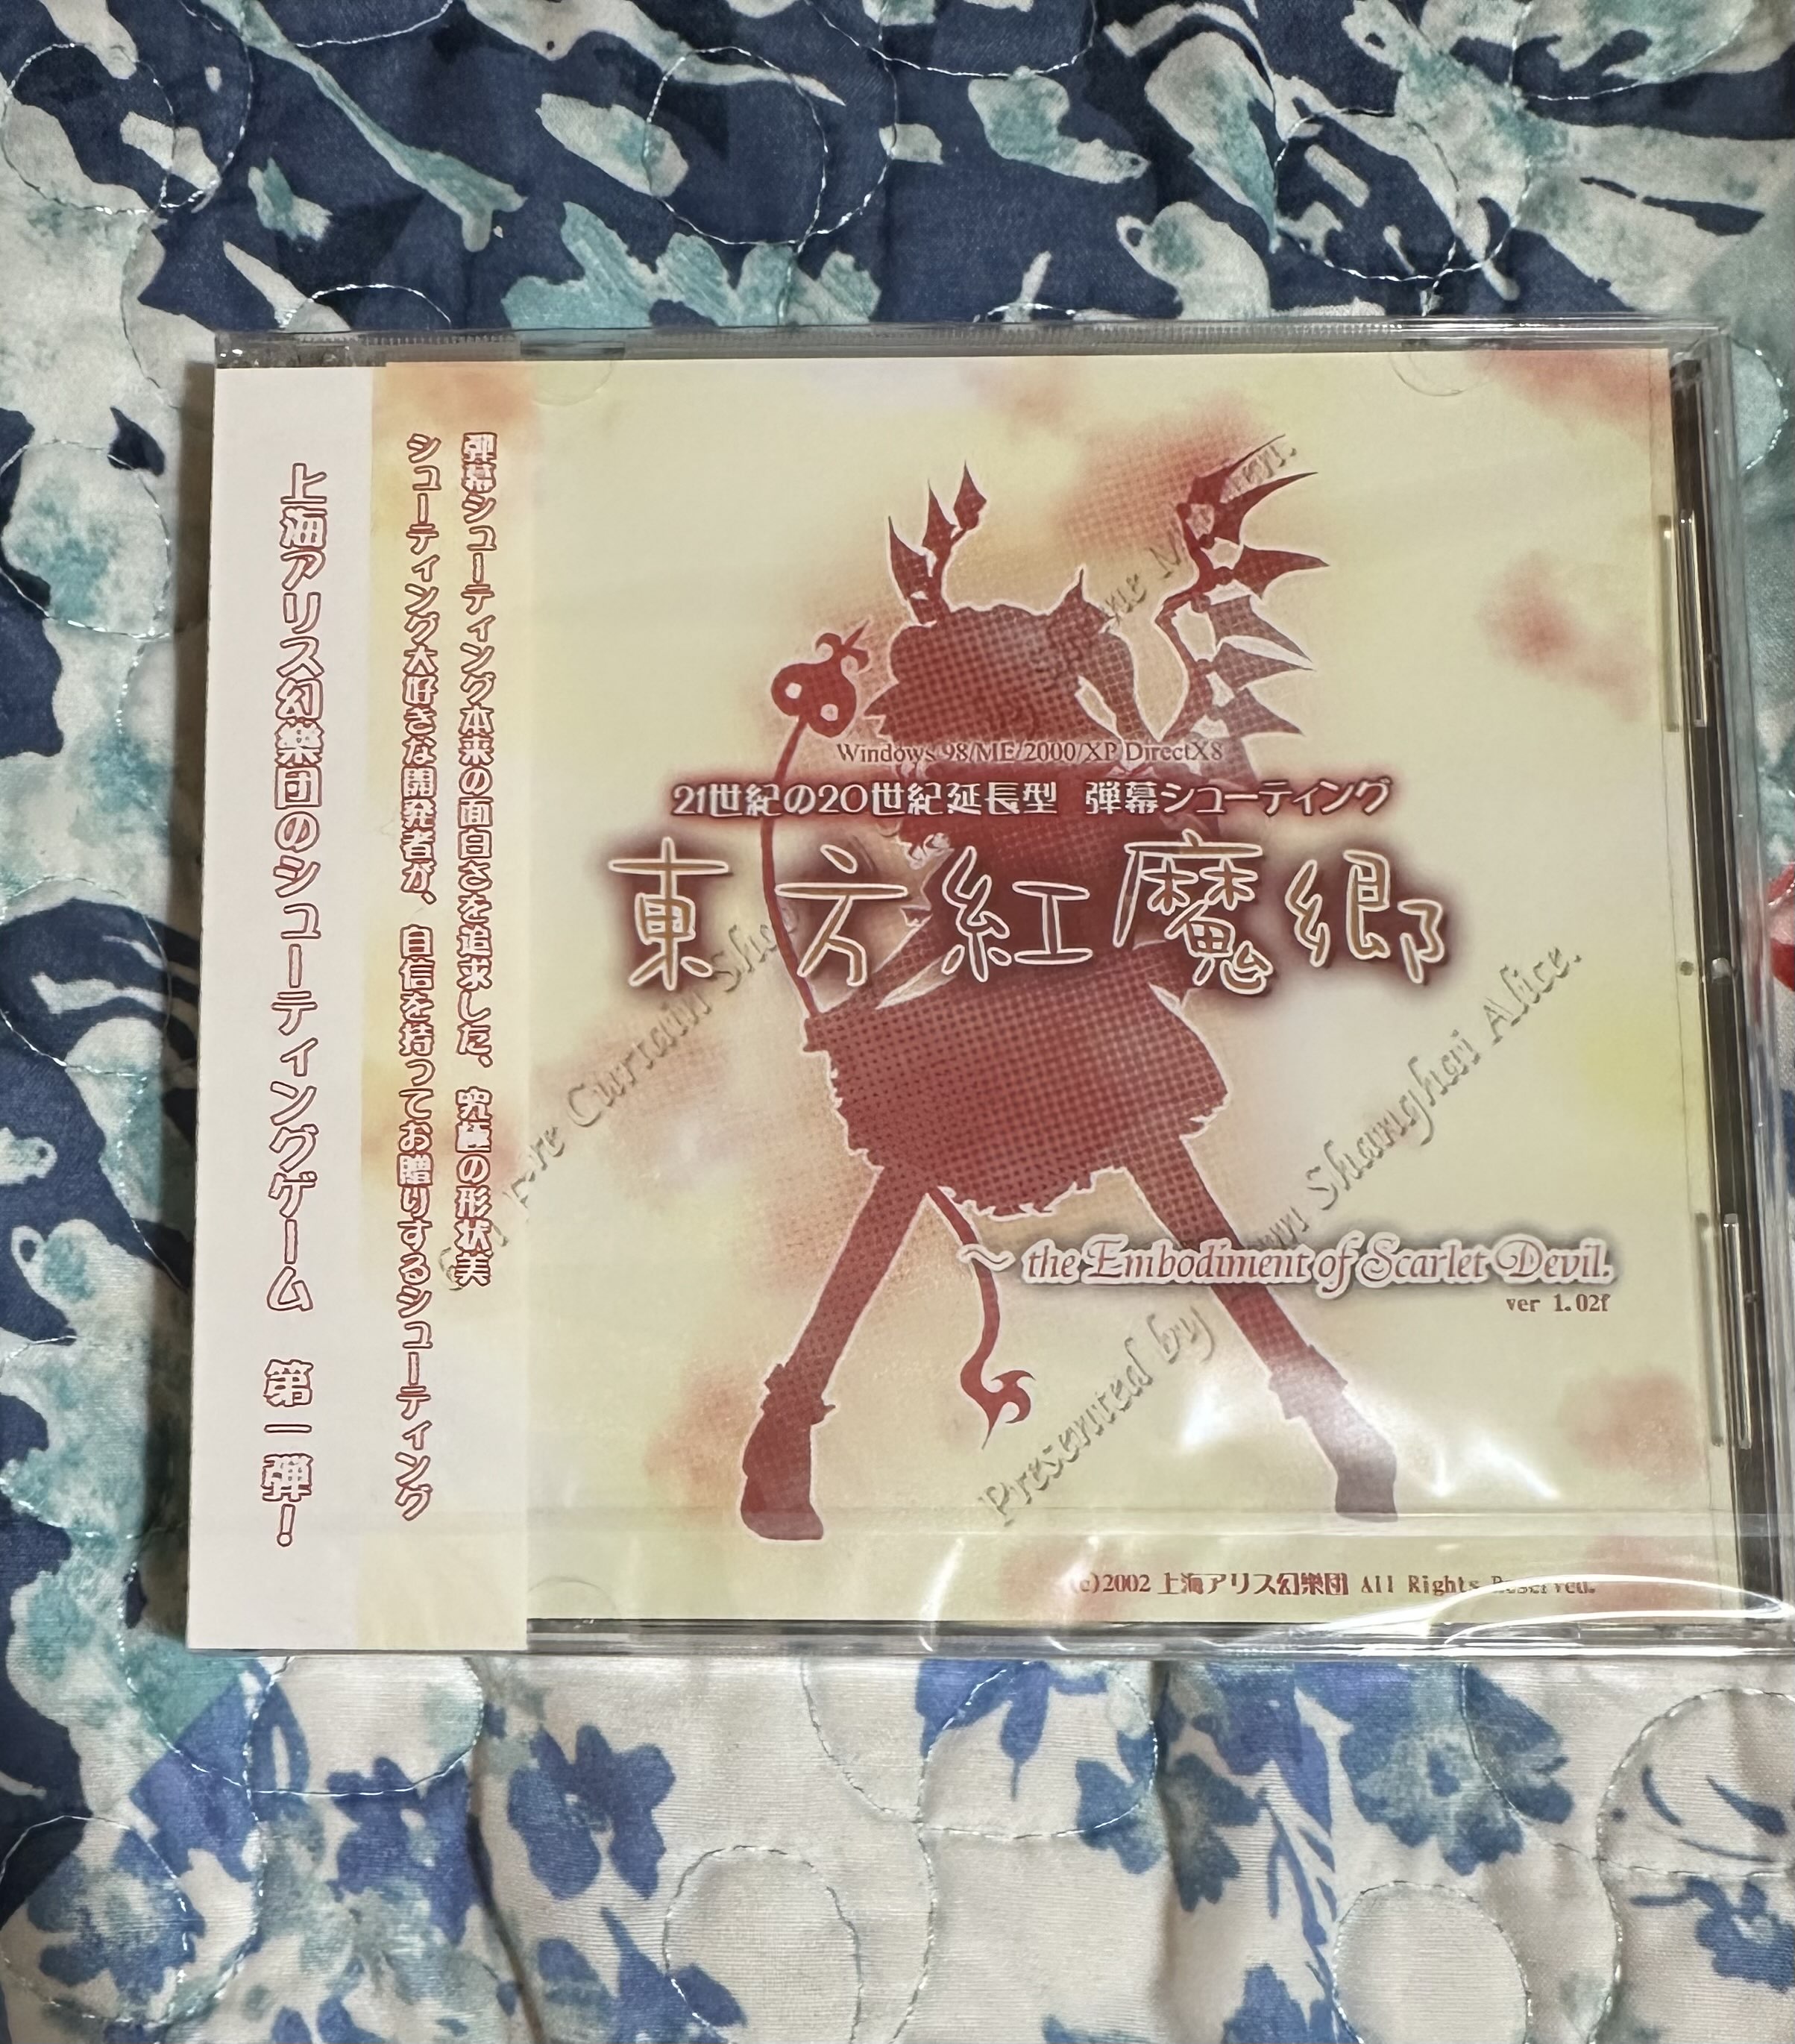 上海アリス幻樂団のシューティングゲーム 第一弾！
弾幕シューティング本来の面白さを追求した、究極の形状美
シューティング大好きな開発者が、自信を持ってお贈りするシューティング
Windows 98/ME/2000/XP DirectX8
21世紀の20世紀延長型 弾幕シューティング
東方紅魔郷
～ the Embodiment of Scarlet Devil.
ver 1.02f
Curtain
Presented by Shanghai Alice.
(c)2002 上海アリス幻樂団 All Rights Reserved.